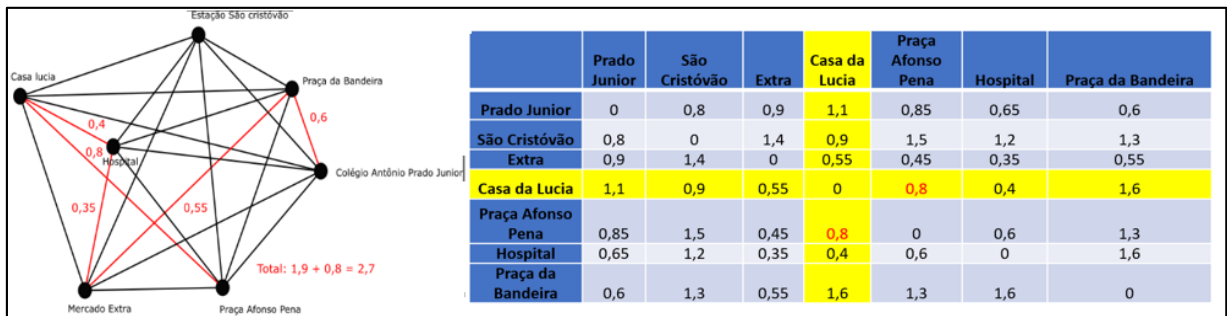 Estação São cristóvão
Casa lucia
Praça da Bandeira
0,4
0,6
0,8
Hospital
Colégio Antônio Prado Junior
0,35
0,55
Total: 1,9 + 0,8 = 2,7
Mercado Extra
Praça Afonso Pena
Prado Junior São Cristóvão Extra Casa da Lucia Praça Afonso Pena Hospital Praça da Bandeira
Prado Junior 0 0,8 0,9 1,1 0,85 0,65 0,6
São Cristóvão 0,8 0 1,4 0,9 1,5 1,2 1,3
Extra 0,9 1,4 0 0,55 0,45 0,35 0,55
Casa da Lucia 1,1 0,9 0,55 0 0,8 0,4 1,6
Praça Afonso Pena 0,85 1,5 0,45 0,8 0 0,6 1,3
Hospital 0,65 1,2 0,35 0,4 0,6 0 1,6
Praça da Bandeira 0,6 1,3 0,55 1,6 1,3 1,6 0